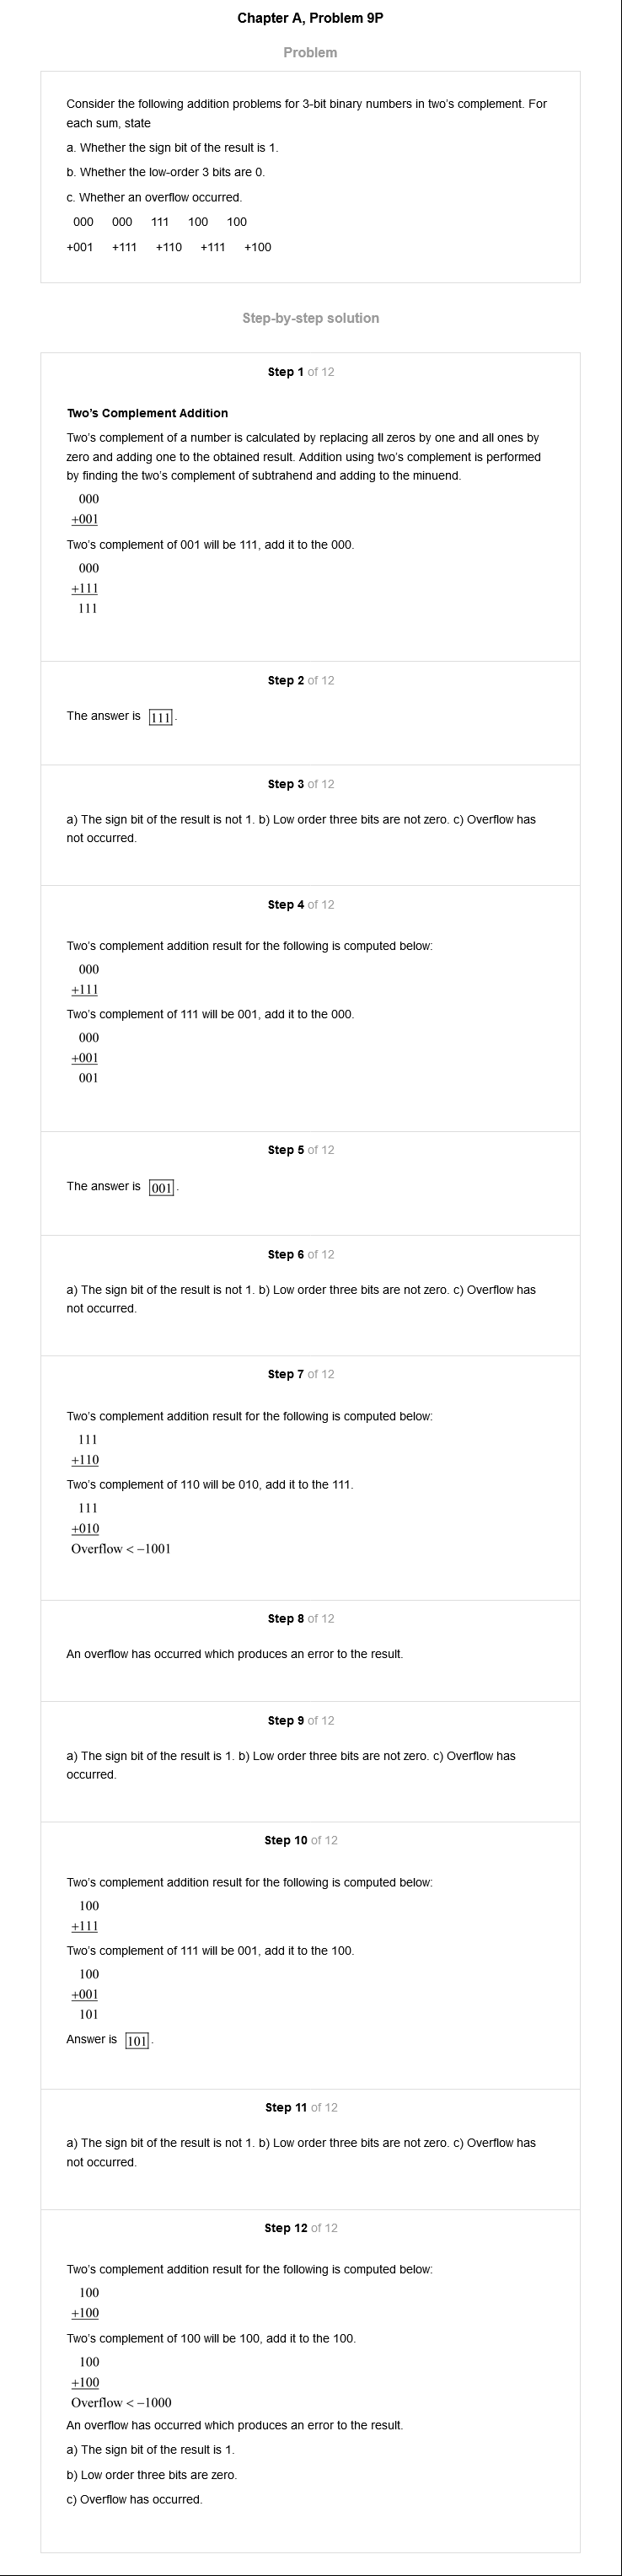 Chapter A, Problem 9P
Problem
Consider the following addition problems for 3-bit binary numbers in two's complement. For
each sum, state
a. Whether the sign bit of the result is 1.
b. Whether the low-order 3 bits are 0.
c. Whether an overflow occurred.
000 000 111 100 100
+001 +111 +110 +111 +100
Step-by-step solution
Step 1 of 12
Two's Complement Addition
Two's complement of a number is calculated by replacing all zeros by one and all ones by
zero and adding one to the obtained result. Addition using two's complement is performed
by finding the two's complement of subtrahend and adding to the minuend.
000
+001
Two's complement of 001 will be 111, add it to the 000.
000
+111
111
Step 2 of 12
The answer is 111.
Step 3 of 12
a) The sign bit of the result is not 1. b) Low order three bits are not zero. c) Overflow has
not occurred.
Step 4 of 12
Two's complement addition result for the following is computed below:
000
+111
Two's complement of 111 will be 001, add it to the 000.
000
+001
001
Step 5 of 12
The answer is 001.
Step 6 of 12
a) The sign bit of the result is not 1. b) Low order three bits are not zero. c) Overflow has
not occurred.
Step 7 of 12
Two's complement addition result for the following is computed below:
111
+110
Two's complement of 110 will be 010, add it to the 111.
111
+010
Overflow < −1001
Step 8 of 12
An overflow has occurred which produces an error to the result.
Step 9 of 12
a) The sign bit of the result is 1. b) Low order three bits are not zero. c) Overflow has
occurred.
Step 10 of 12
Two's complement addition result for the following is computed below:
100
+111
Two's complement of 111 will be 001, add it to the 100.
100
+001
101
Answer is 101.
Step 11 of 12
a) The sign bit of the result is not 1. b) Low order three bits are not zero. c) Overflow has
not occurred.
Step 12 of 12
Two's complement addition result for the following is computed below:
100
+100
Two's complement of 100 will be 100, add it to the 100.
100
+100
Overflow < −1000
An overflow has occurred which produces an error to the result.
a) The sign bit of the result is 1.
b) Low order three bits are zero.
c) Overflow has occurred.